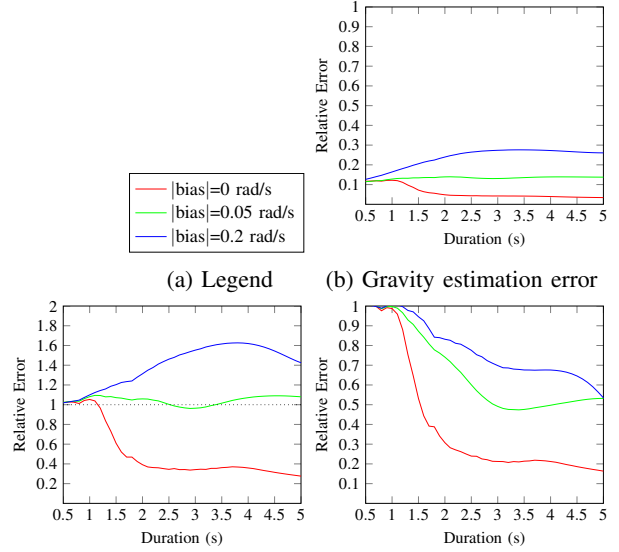 1
0.9
0.8
0.7
0.6
0.5
0.4
0.3
0.2
0.1
Relative Error
0.5 1 1.5 2 2.5 3 3.5 4 4.5 5
Duration (s)
|bias|=0 rad/s
|bias|=0.05 rad/s
|bias|=0.2 rad/s
(a) Legend
(b) Gravity estimation error
2
1.8
1.6
1.4
1.2
1
0.8
0.6
0.4
0.2
Relative Error
0.5 1 1.5 2 2.5 3 3.5 4 4.5 5
Duration (s)
1
0.9
0.8
0.7
0.6
0.5
0.4
0.3
0.2
0.1
Relative Error
0.5 1 1.5 2 2.5 3 3.5 4 4.5 5
Duration (s)